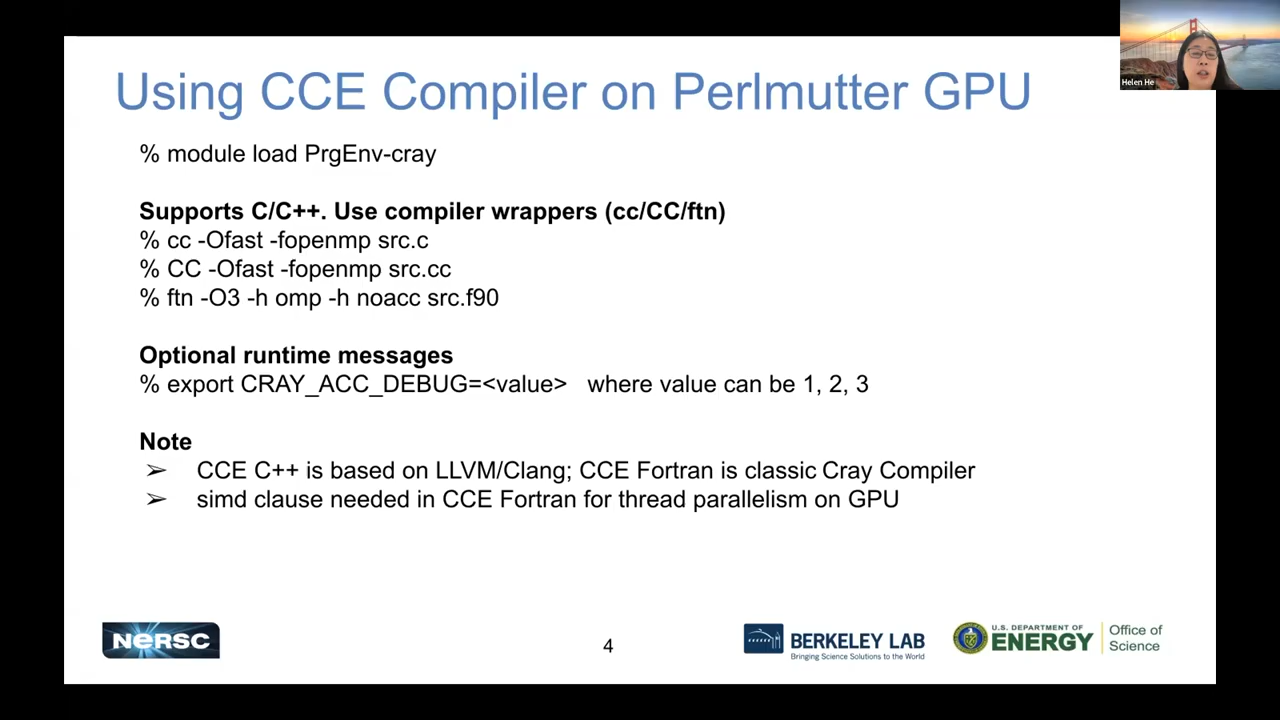 Using CCE Compiler on Perlmutter GPU
Helen He
% module load PrgEnv-cray
Supports C/C++. Use compiler wrappers (cc/CC/ftn)
% cc -Ofast -fopenmp src.c
% CC -Ofast -fopenmp src.cc
% ftn -O3 -h omp -h noacc src.f90
Optional runtime messages
% export CRAY_ACC_DEBUG=<value> where value can be 1, 2, 3
Note
➢ CCE C++ is based on LLVM/Clang; CCE Fortran is classic Cray Compiler
➢ simd clause needed in CCE Fortran for thread parallelism on GPU
NERSC
4
BERKELEY LAB
Bringing Science Solutions to the World
U.S. DEPARTMENT OF
ENERGY
Office of
Science